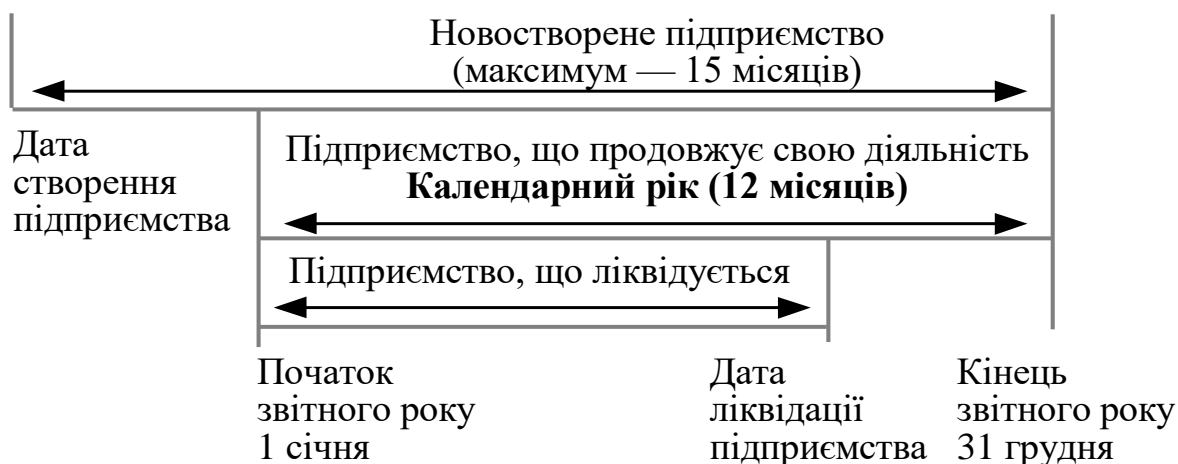 Новостворене підприємство
(максимум — 15 місяців)
Дата
створення
підприємства
Підприємство, що продовжує свою діяльність
Календарний рік (12 місяців)
Підприємство, що ліквідується
Початок
звітного року
1 січня
Дата
ліквідації
підприємства
Кінець
звітного року
31 грудня